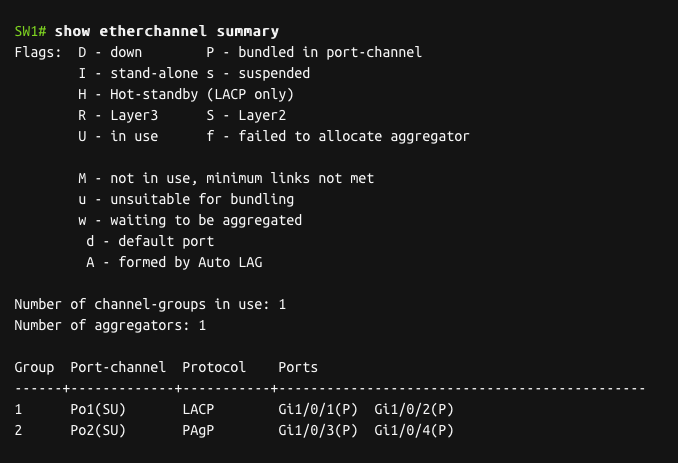 SW1# show etherchannel summary
Flags:  D - down        P - bundled in port-channel
        I - stand-alone s - suspended
        H - Hot-standby (LACP only)
        R - Layer3      S - Layer2
        U - in use      f - failed to allocate aggregator

        M - not in use, minimum links not met
        u - unsuitable for bundling
        w - waiting to be aggregated
         d - default port
         A - formed by Auto LAG

Number of channel-groups in use: 1
Number of aggregators: 1

Group  Port-channel  Protocol    Ports
------+-------------+-----------+----------------------------------------------
1      Po1(SU)       LACP        Gi1/0/1(P)  Gi1/0/2(P)
2      Po2(SU)       PAgP        Gi1/0/3(P)  Gi1/0/4(P)